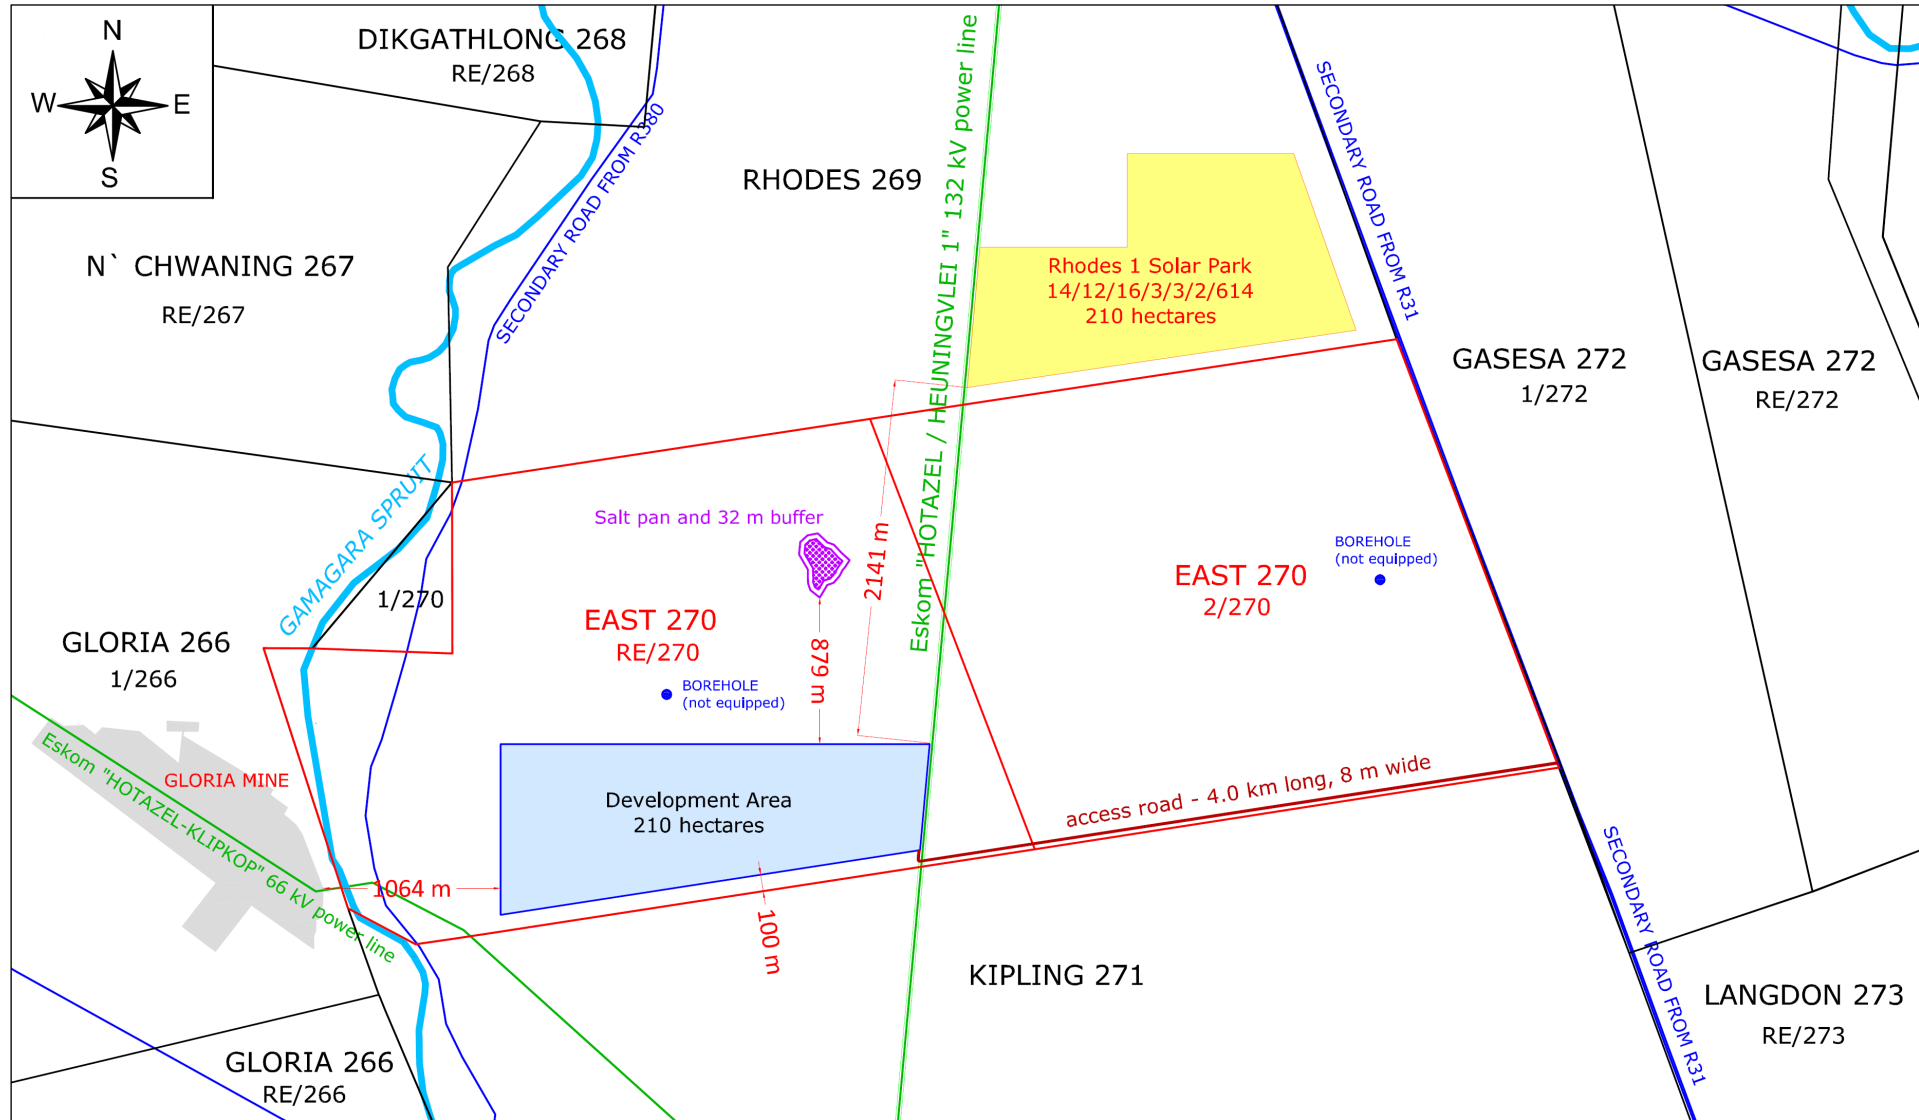 N
W
E
S
DIKGATHLONG 268
RE/268
SECONDARY ROAD FROM R380
RHODES 269
Eskom "HOTAZEL / HEUNINGVLEI 1" 132 kV power line
SECONDARY ROAD FROM R31
N` CHWANING 267
RE/267
Rhodes 1 Solar Park
14/12/16/3/3/2/614
210 hectares
GASESA 272
1/272
GASESA 272
RE/272
GAMAGARA SPRUIT
Salt pan and 32 m buffer
2141 m
BOREHOLE
(not equipped)
EAST 270
2/270
1/270
EAST 270
RE/270
879 m
GLORIA 266
1/266
BOREHOLE
(not equipped)
Eskom "HOTAZEL-KLIPKOP" 66 kV power line
GLORIA MINE
Development Area
210 hectares
access road - 4.0 km long, 8 m wide
1064 m
100 m
SECONDARY ROAD FROM R31
KIPLING 271
LANGDON 273
RE/273
GLORIA 266
RE/266